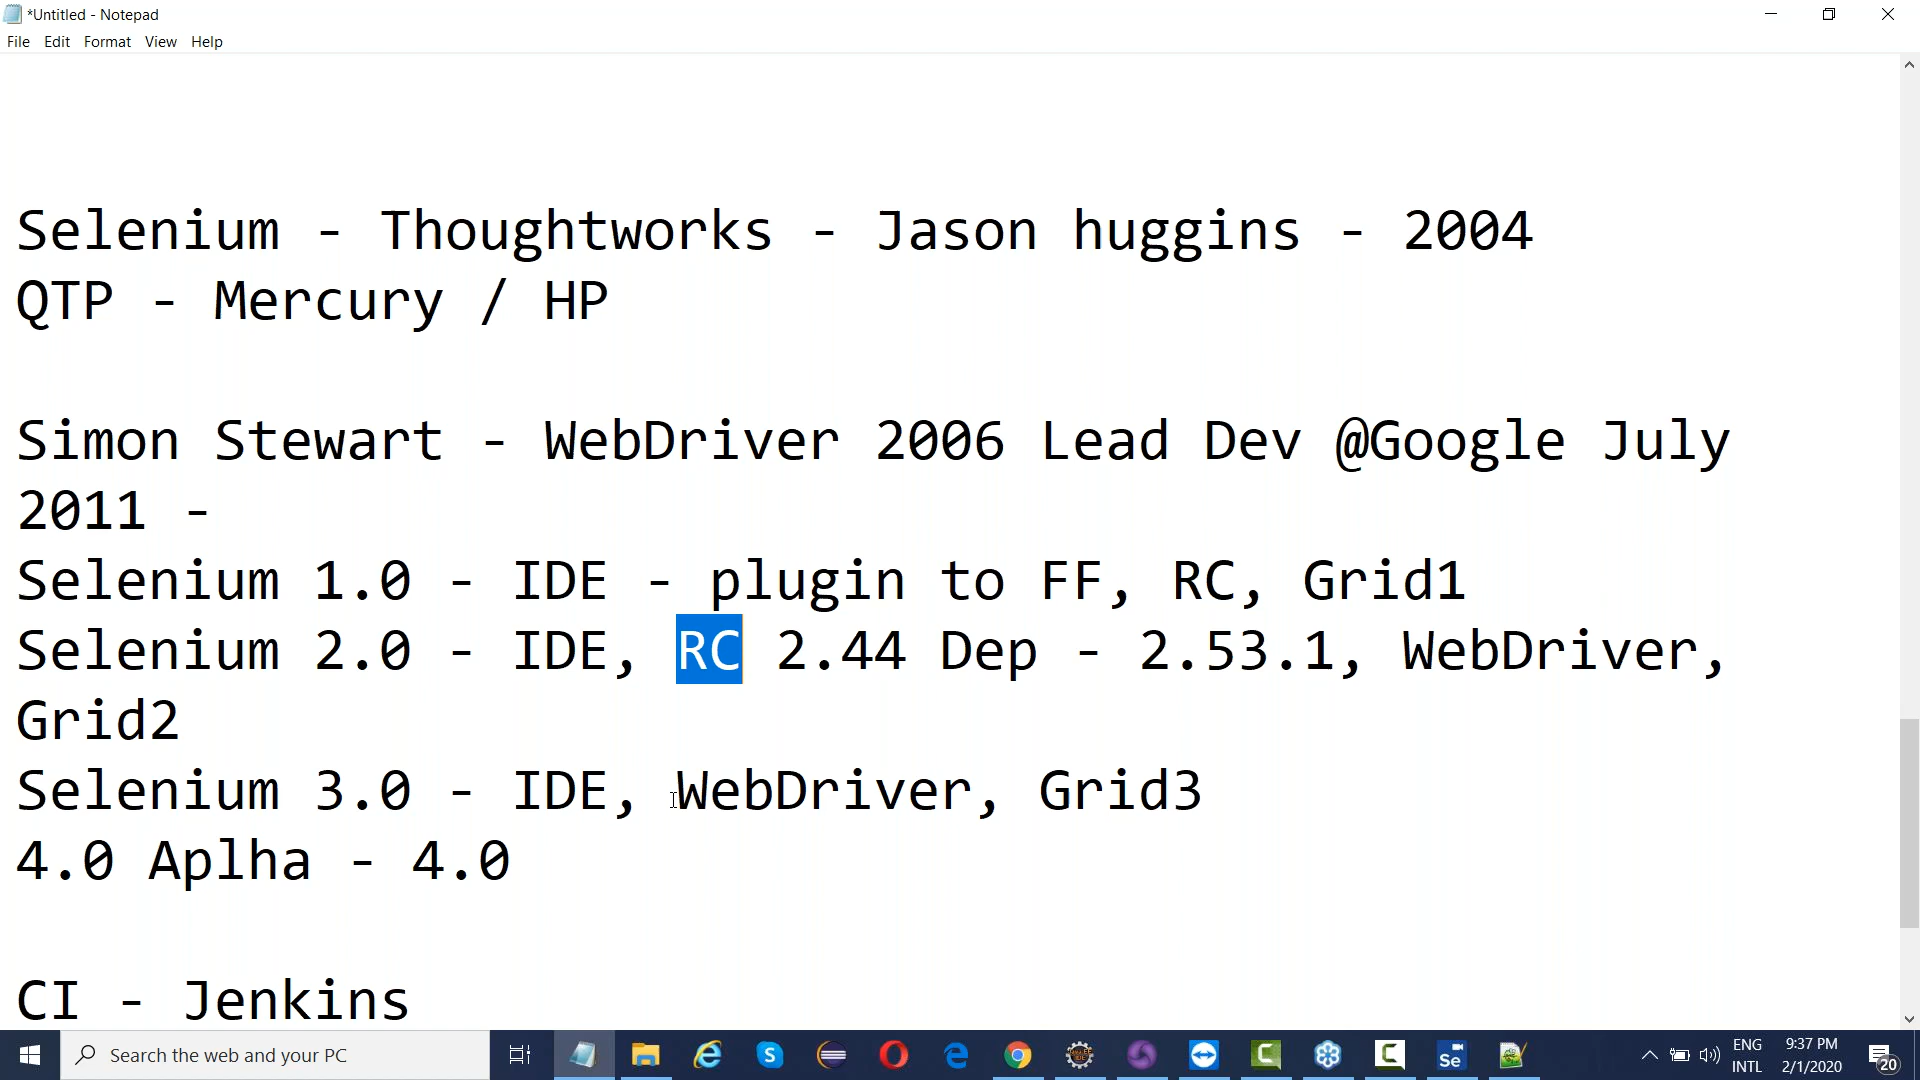 *Untitled - Notepad
File Edit Format View Help
Selenium - Thoughtworks - Jason huggins - 2004
QTP - Mercury / HP
Simon Stewart - WebDriver 2006 Lead Dev @Google July
2011 -
Selenium 1.0 - IDE - plugin to FF, RC, Grid1
Selenium 2.0 - IDE, RC 2.44 Dep - 2.53.1, WebDriver,
Grid2
Selenium 3.0 - IDE, WebDriver, Grid3
4.0 Aplha - 4.0
CI - Jenkins
Search the web and your PC
Se
ENG
INTL
9:37 PM
2/1/2020
20